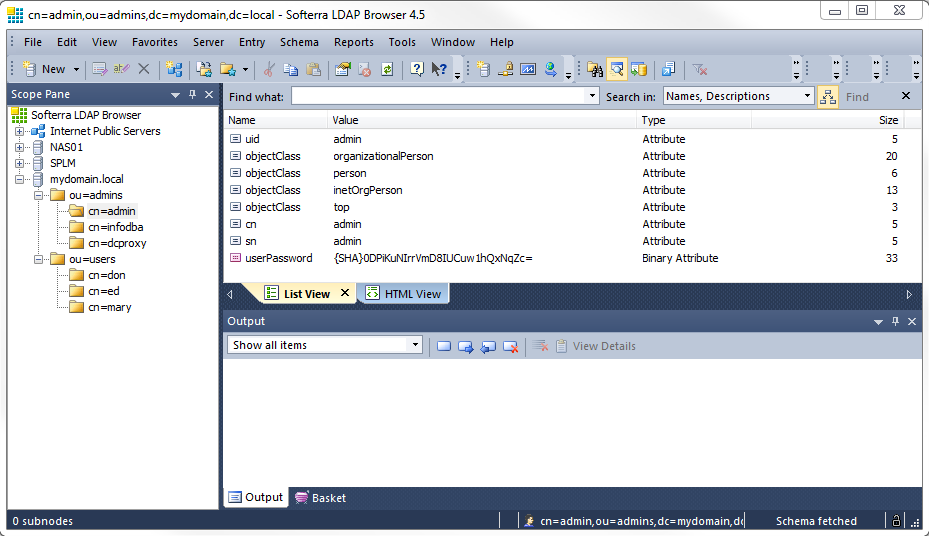 cn=admin,ou=admins,dc=mydomain,dc=local - Softerra LDAP Browser 4.5
File Edit View Favorites Server Entry Schema Reports Tools Window Help
New
Scope Pane
Softerra LDAP Browser
Internet Public Servers
NAS01
SPLM
mydomain.local
ou=admins
cn=admin
cn=infodba
cn=dcproxy
ou=users
cn=don
cn=ed
cn=mary
Find what: Search in: Names, Descriptions Find
Name Value Type Size
uid admin Attribute 5
objectClass organizationalPerson Attribute 20
objectClass person Attribute 6
objectClass inetOrgPerson Attribute 13
objectClass top Attribute 3
cn admin Attribute 5
sn admin Attribute 5
userPassword {SHA}0DPiKuNIrrVmD8IUCuw1hQxNqZc= Binary Attribute 33
List View HTML View
Output
Show all items View Details
Output Basket
0 subnodes cn=admin,ou=admins,dc=mydomain,dc Schema fetched